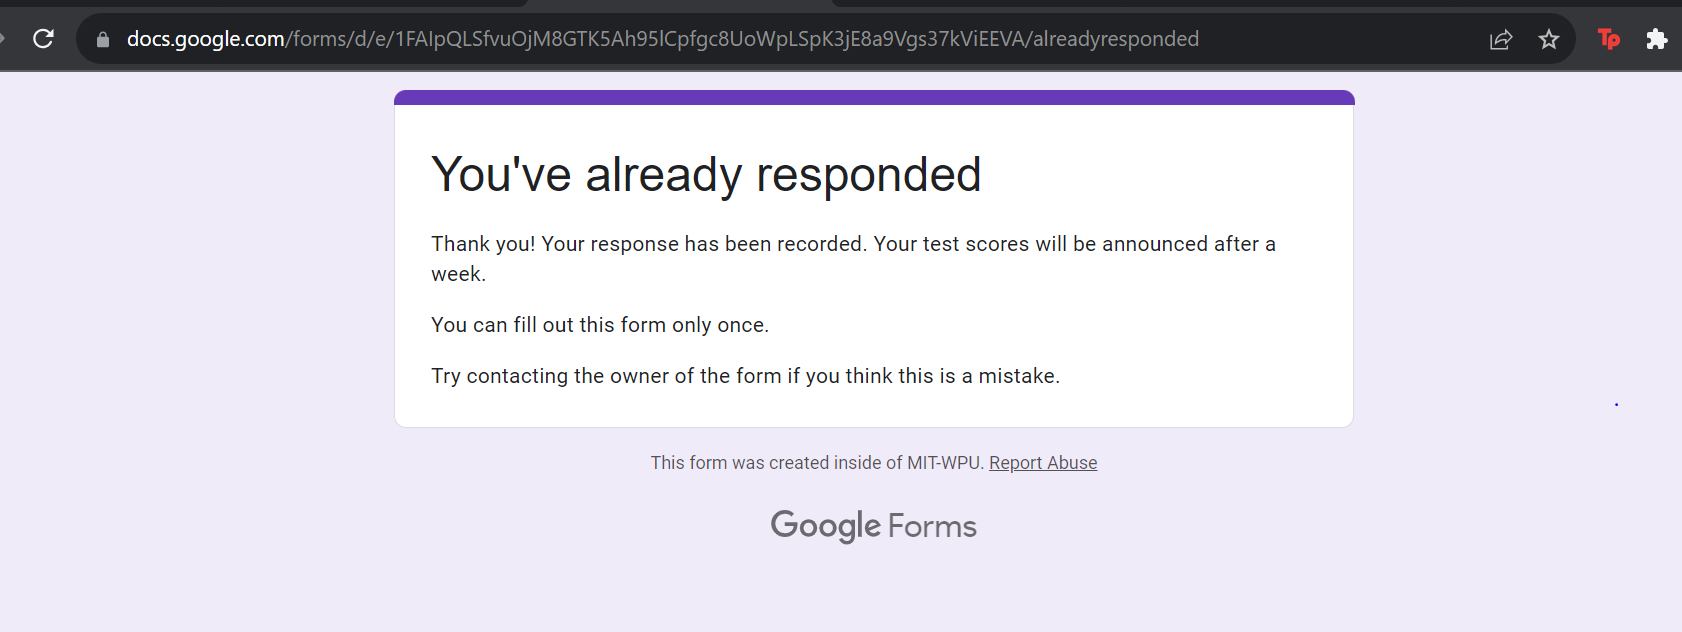 docs.google.com/forms/d/e/1FAIpQLSfvuOjM8GTK5Ah95lCpfgc8UoWpLSpK3jE8a9Vgs37kViEEVA/alreadyresponded
Tp
You've already responded
Thank you! Your response has been recorded. Your test scores will be announced after a
week.
You can fill out this form only once.
Try contacting the owner of the form if you think this is a mistake.
This form was created inside of MIT-WPU. Report Abuse
Google Forms